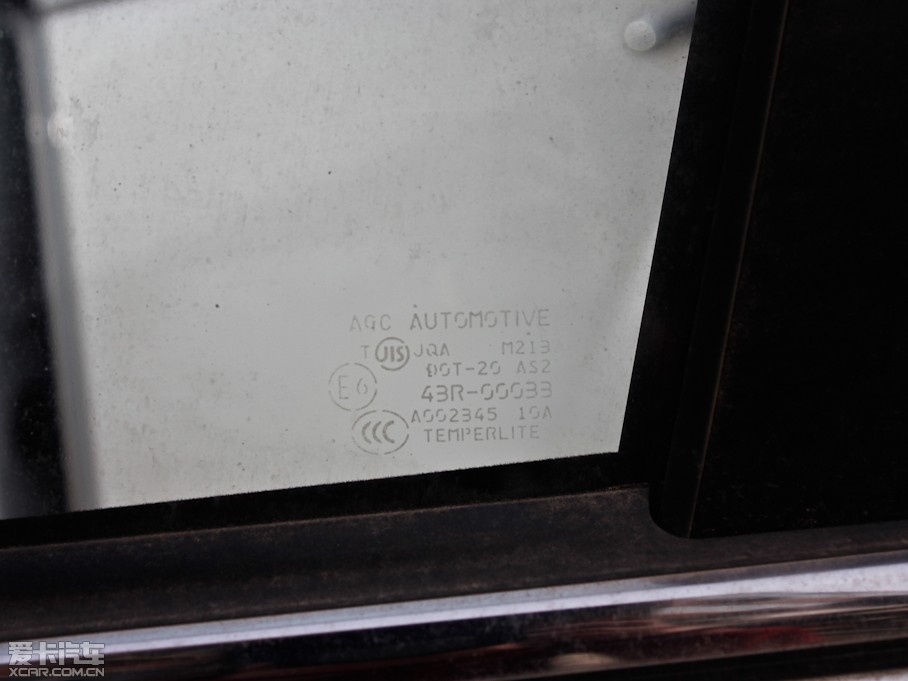 AGC AUTOMOTIVE
T JIS JQA M213
DOT-20 AS2
E6 43R-00033
A002345 10A
CCC TEMPERLITE
爱卡汽车
XCAR.COM.CN